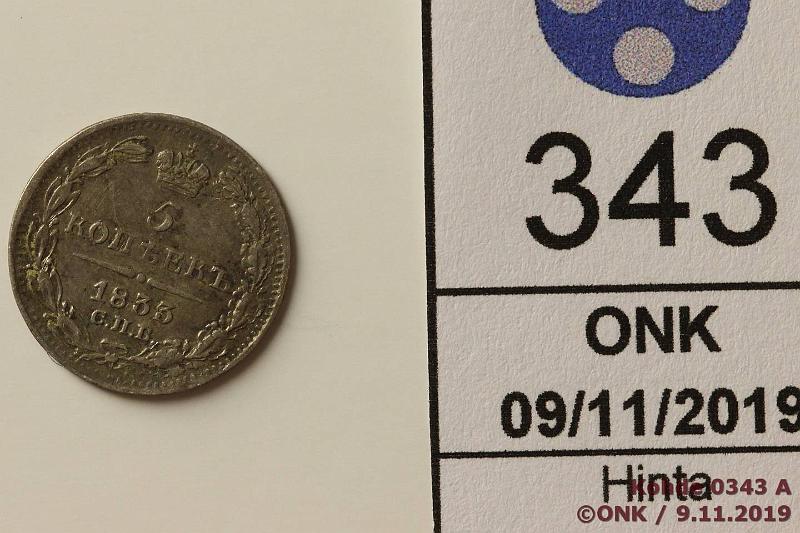 5
КОПѢЕКЪ
1833
С.П.Б.
343
ONK
09/11/2019
Hinta
Kohde 0343 A
©ONK / 9.11.2019